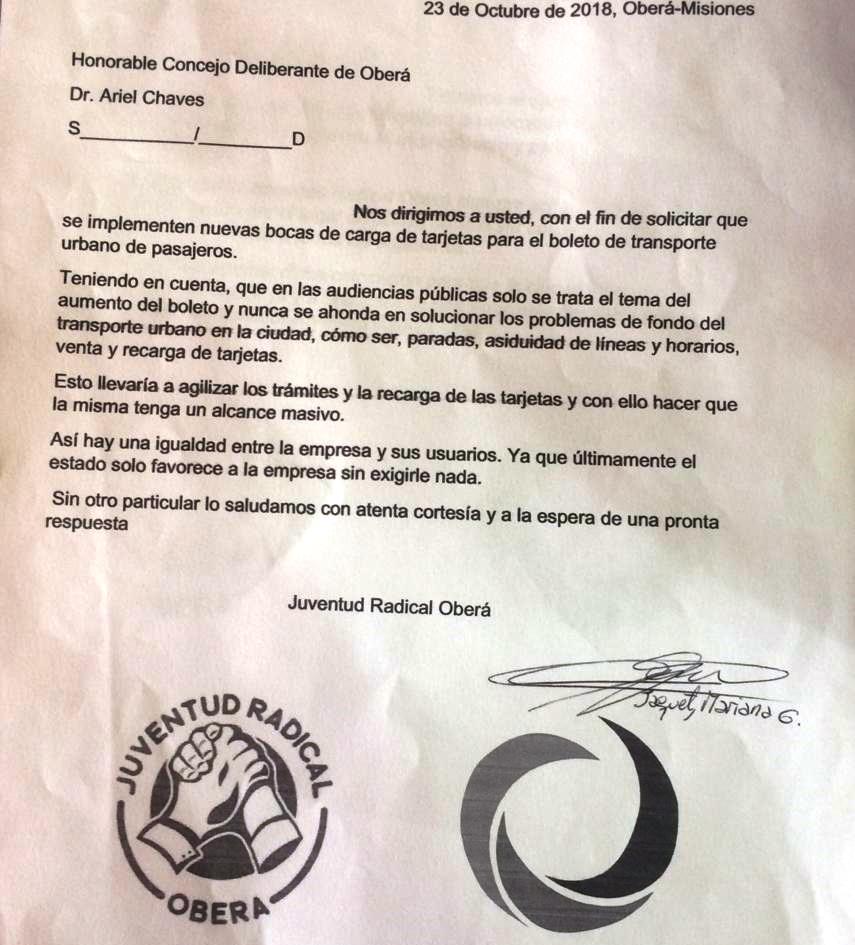 23 de Octubre de 2018, Oberá-Misiones
Honorable Concejo Deliberante de Oberá
Dr. Ariel Chaves
S__________/_________D
Nos dirigimos a usted, con el fin de solicitar que
se implementen nuevas bocas de carga de tarjetas para el boleto de transporte
urbano de pasajeros.
Teniendo en cuenta, que en las audiencias públicas solo se trata el tema del
aumento del boleto y nunca se ahonda en solucionar los problemas de fondo del
transporte urbano en la ciudad, cómo ser, paradas, asiduidad de líneas y horarios,
venta y recarga de tarjetas.
Esto llevaría a agilizar los trámites y la recarga de las tarjetas y con ello hacer que
la misma tenga un alcance masivo.
Así hay una igualdad entre la empresa y sus usuarios. Ya que últimamente el
estado solo favorece a la empresa sin exigirle nada.
Sin otro particular lo saludamos con atenta cortesía y a la espera de una pronta
respuesta
Juventud Radical Oberá
Jaquet, Mariana G.
JUVENTUD RADICAL
OBERA